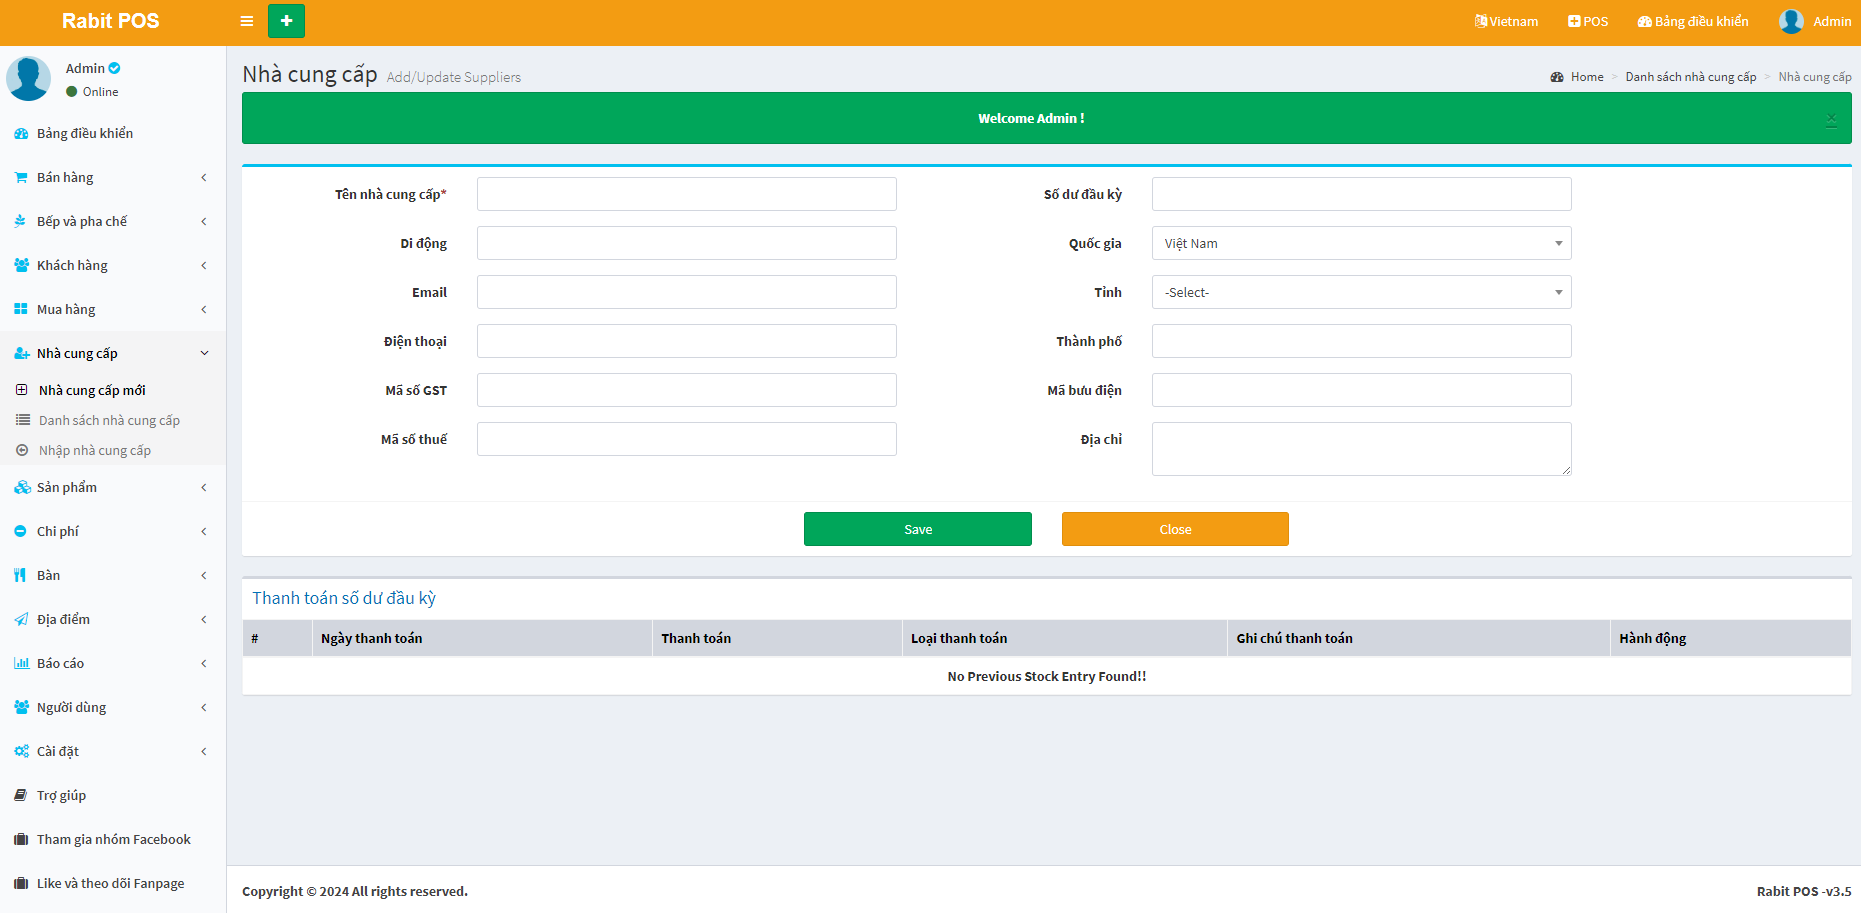 Rabit POS
Vietnam
POS
Bảng điều khiển
Admin
Admin
Online
Bảng điều khiển
Bán hàng
Bếp và pha chế
Khách hàng
Mua hàng
Nhà cung cấp
Nhà cung cấp mới
Danh sách nhà cung cấp
Nhập nhà cung cấp
Sản phẩm
Chi phí
Bàn
Địa điểm
Báo cáo
Người dùng
Cài đặt
Trợ giúp
Tham gia nhóm Facebook
Like và theo dõi Fanpage
Nhà cung cấp Add/Update Suppliers
Home > Danh sách nhà cung cấp > Nhà cung cấp
Welcome Admin !
×
Tên nhà cung cấp*
Di động
Email
Điện thoại
Mã số GST
Mã số thuế
Số dư đầu kỳ
Quốc gia
Việt Nam
Tỉnh
-Select-
Thành phố
Mã bưu điện
Địa chỉ
Save
Close
Thanh toán số dư đầu kỳ
# Ngày thanh toán Thanh toán Loại thanh toán Ghi chú thanh toán Hành động
No Previous Stock Entry Found!!
Copyright © 2024 All rights reserved.
Rabit POS -v3.5